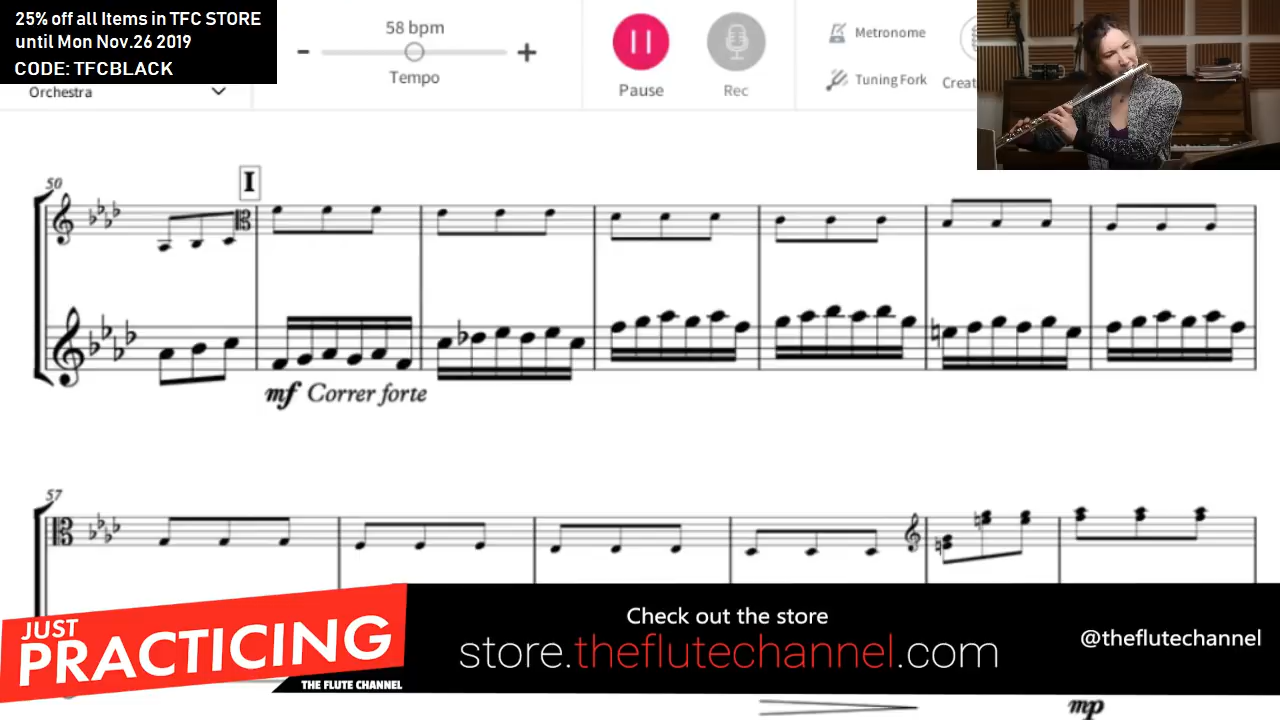 25% off all Items in TFC STORE
until Mon Nov.26 2019
CODE: TFCBLACK
Orchestra
58 bpm
Tempo
Pause
Rec
Metronome
Tuning Fork
Creat
50
I
mf Correr forte
57
JUST
PRACTICING
THE FLUTE CHANNEL
Check out the store
store.theflutechannel.com
@theflutechannel
mp